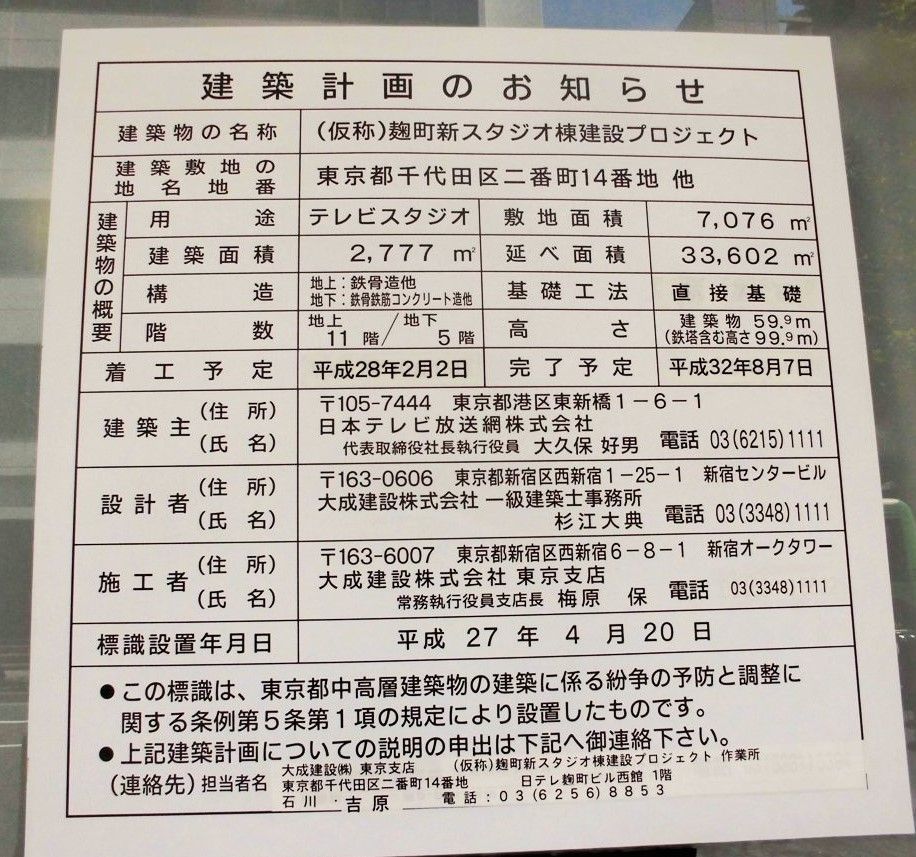 建築計画のお知らせ
建築物の名称 (仮称)麹町新スタジオ棟建設プロジェクト
建築敷地の地名地番 東京都千代田区二番町14番地 他
建築物の概要
用途 テレビスタジオ 敷地面積 7,076 ㎡
建築面積 2,777 ㎡ 延べ面積 33,602 ㎡
構造 地上:鉄骨造他 基礎工法 直接基礎
地下:鉄骨鉄筋コンクリート造他
階数 地上 11階/地下 5階 高さ 建築物 59.9m
(鉄塔含む高さ99.9m)
着工予定 平成28年2月2日 完了予定 平成32年8月7日
建築主 (住所) 〒105-7444 東京都港区東新橋1-6-1
日本テレビ放送網株式会社
(氏名) 代表取締役社長執行役員 大久保 好男 電話 03(6215)1111
設計者 (住所) 〒163-0606 東京都新宿区西新宿1-25-1 新宿センタービル
大成建設株式会社 一級建築士事務所
(氏名) 杉江大典 電話 03(3348)1111
施工者 (住所) 〒163-6007 東京都新宿区西新宿6-8-1 新宿オークタワー
大成建設株式会社 東京支店
(氏名) 常務執行役員支店長 梅原 保 電話 03(3348)1111
標識設置年月日 平成 27 年 4 月 20 日
●この標識は、東京都中高層建築物の建築に係る紛争の予防と調整に
関する条例第5条第1項の規定により設置したものです。
●上記建築計画についての説明の申出は下記へ御連絡下さい。
(連絡先)担当者名 大成建設㈱ 東京支店 (仮称)麹町新スタジオ棟建設プロジェクト 作業所
東京都千代田区二番町14番地 日テレ麹町ビル西館 1階
石川・吉原 電話:03(6256)8853